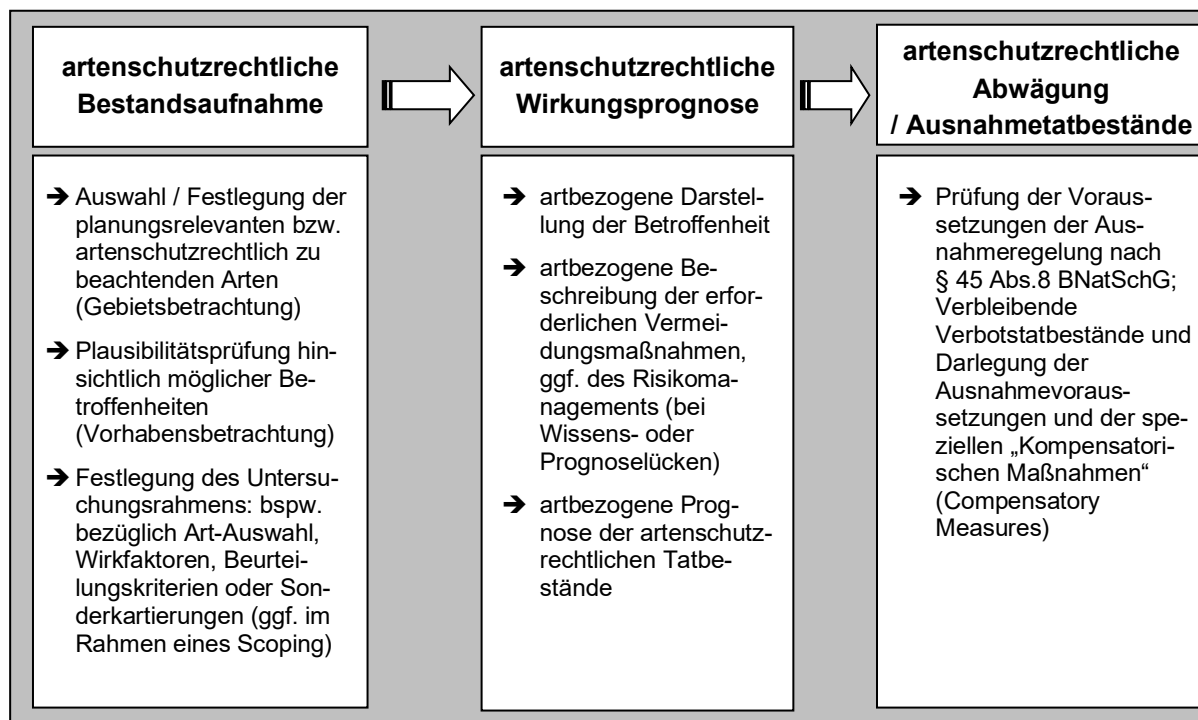 artenschutzrechtliche
Bestandsaufnahme
➔ Auswahl / Festlegung der
planungsrelevanten bzw.
artenschutzrechtlich zu
beachtenden Arten
(Gebietsbetrachtung)
➔ Plausibilitätsprüfung hin-
sichtlich möglicher Be-
troffenheiten
(Vorhabensbetrachtung)
➔ Festlegung des Untersu-
chungsrahmens: bspw.
bezüglich Art-Auswahl,
Wirkfaktoren, Beurtei-
lungskriterien oder Son-
derkartierungen (ggf. im
Rahmen eines Scoping)
artenschutzrechtliche
Wirkungsprognose
➔ artbezogene Darstel-
lung der Betroffenheit
➔ artbezogene Be-
schreibung der erfor-
derlichen Vermei-
dungsmaßnahmen,
ggf. des Risikoma-
nagements (bei
Wissens- oder
Prognoselücken)
➔ artbezogene Prog-
nose der artenschutz-
rechtlichen Tatbe-
stände
artenschutzrechtliche
Abwägung
/ Ausnahmetatbestände
➔ Prüfung der Voraus-
setzungen der Aus-
nahmeregelung nach
§ 45 Abs.8 BNatSchG;
Verbleibende
Verbotstatbestände und
Darlegung der
Ausnahmevoraus-
setzungen und der spe-
ziellen „Kompensatori-
schen Maßnahmen“
(Compensatory
Measures)